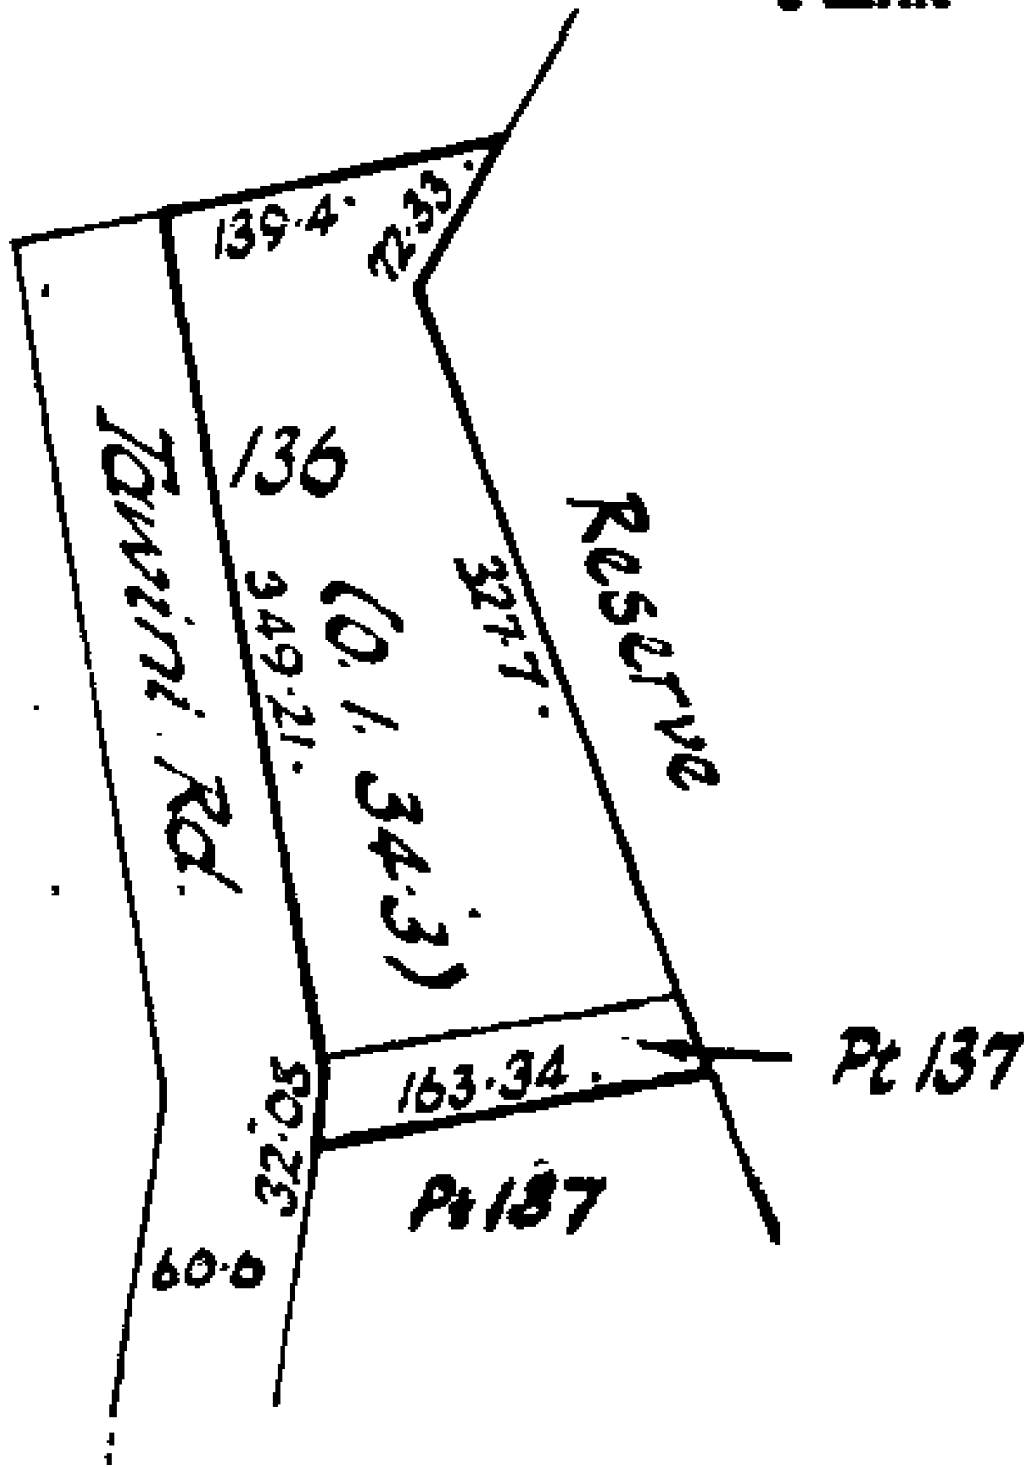 139.4.
72.33.
136
Tawini Rd.
349.21.
(0. 1. 34.3)
327.7.
Reserve
163.34.
Pt 137
32.08
Pt 137
60.0